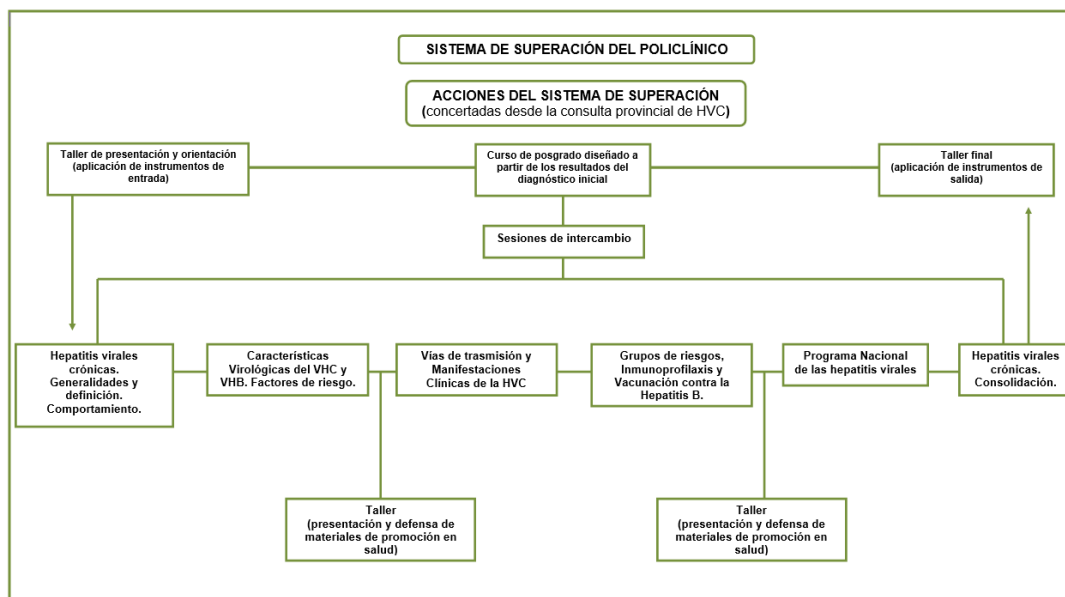 SISTEMA DE SUPERACIÓN DEL POLICLÍNICO
ACCIONES DEL SISTEMA DE SUPERACIÓN
(concertadas desde la consulta provincial de HVC)
Taller de presentación y orientación
(aplicación de instrumentos de
entrada)
Curso de posgrado diseñado a
partir de los resultados del
diagnóstico inicial
Taller final
(aplicación de instrumentos de
salida)
Sesiones de intercambio
Hepatitis virales
crónicas.
Generalidades y
definición.
Comportamiento.
Características
Virológicas del VHC y
VHB. Factores de riesgo.
Vías de trasmisión y
Manifestaciones
Clínicas de la HVC
Grupos de riesgos,
Inmunoprofilaxis y
Vacunación contra la
Hepatitis B.
Programa Nacional
de las hepatitis virales
Hepatitis virales
crónicas.
Consolidación.
Taller
(presentación y defensa de
materiales de promoción en
salud)
Taller
(presentación y defensa de
materiales de promoción en
salud)